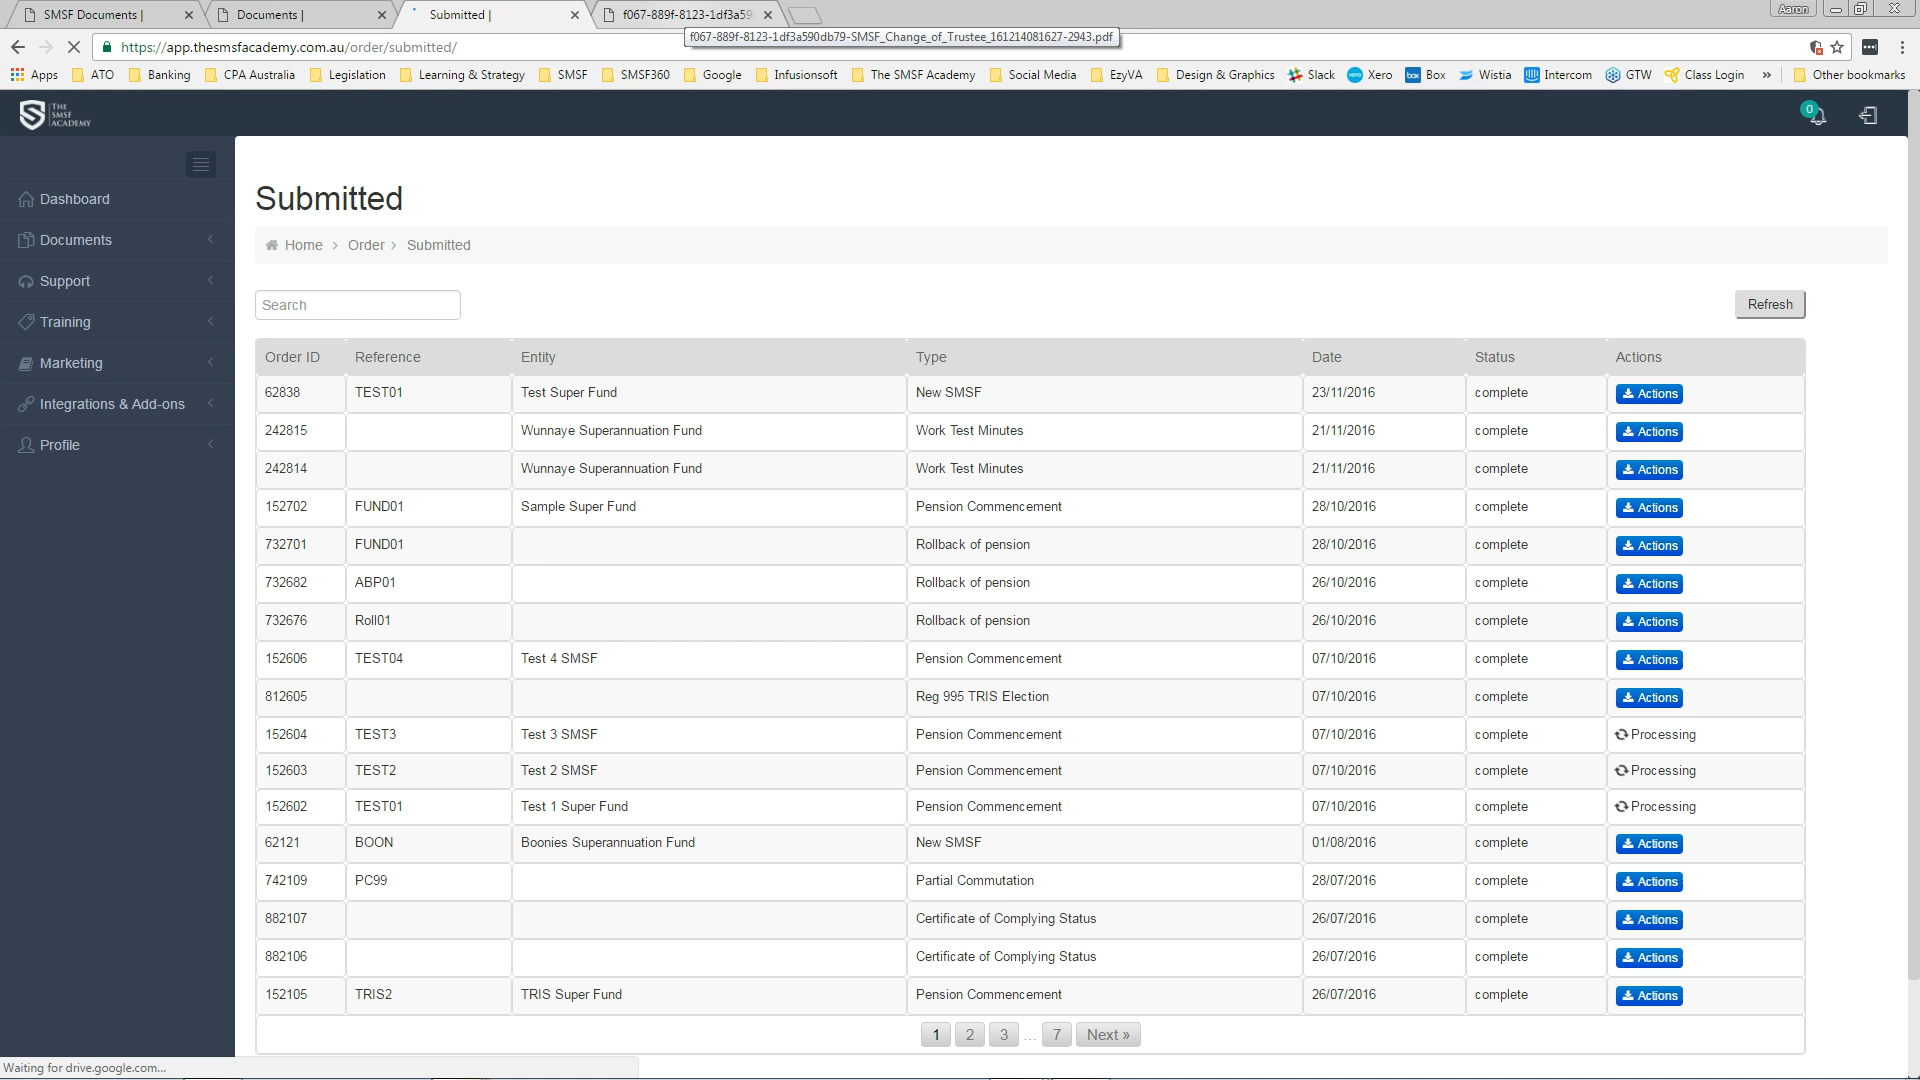 SMSF Documents |
Documents |
Submitted |
f067-889f-8123-1df3a59
Aaron
https://app.thesmsfacademy.com.au/order/submitted/
f067-889f-8123-1df3a590db79-SMSF_Change_of_Trustee_161214081627-2943.pdf
Apps ATO Banking CPA Australia Legislation Learning & Strategy SMSF SMSF360 Google Infusionsoft The SMSF Academy Social Media EzyVA Design & Graphics Slack xero Xero box Box Wistia Intercom GTW Class Login » Other bookmarks
THE
SMSF
ACADEMY
0
Dashboard
Documents
Support
Training
Marketing
Integrations & Add-ons
Profile
Submitted
Home > Order > Submitted
Search
Refresh
Order ID Reference Entity Type Date Status Actions
62838 TEST01 Test Super Fund New SMSF 23/11/2016 complete Actions
242815 Wunnaye Superannuation Fund Work Test Minutes 21/11/2016 complete Actions
242814 Wunnaye Superannuation Fund Work Test Minutes 21/11/2016 complete Actions
152702 FUND01 Sample Super Fund Pension Commencement 28/10/2016 complete Actions
732701 FUND01 Rollback of pension 28/10/2016 complete Actions
732682 ABP01 Rollback of pension 26/10/2016 complete Actions
732676 Roll01 Rollback of pension 26/10/2016 complete Actions
152606 TEST04 Test 4 SMSF Pension Commencement 07/10/2016 complete Actions
812605 Reg 995 TRIS Election 07/10/2016 complete Actions
152604 TEST3 Test 3 SMSF Pension Commencement 07/10/2016 complete Processing
152603 TEST2 Test 2 SMSF Pension Commencement 07/10/2016 complete Processing
152602 TEST01 Test 1 Super Fund Pension Commencement 07/10/2016 complete Processing
62121 BOON Boonies Superannuation Fund New SMSF 01/08/2016 complete Actions
742109 PC99 Partial Commutation 28/07/2016 complete Actions
882107 Certificate of Complying Status 26/07/2016 complete Actions
882106 Certificate of Complying Status 26/07/2016 complete Actions
152105 TRIS2 TRIS Super Fund Pension Commencement 26/07/2016 complete Actions
1 2 3 ... 7 Next »
Waiting for drive.google.com...